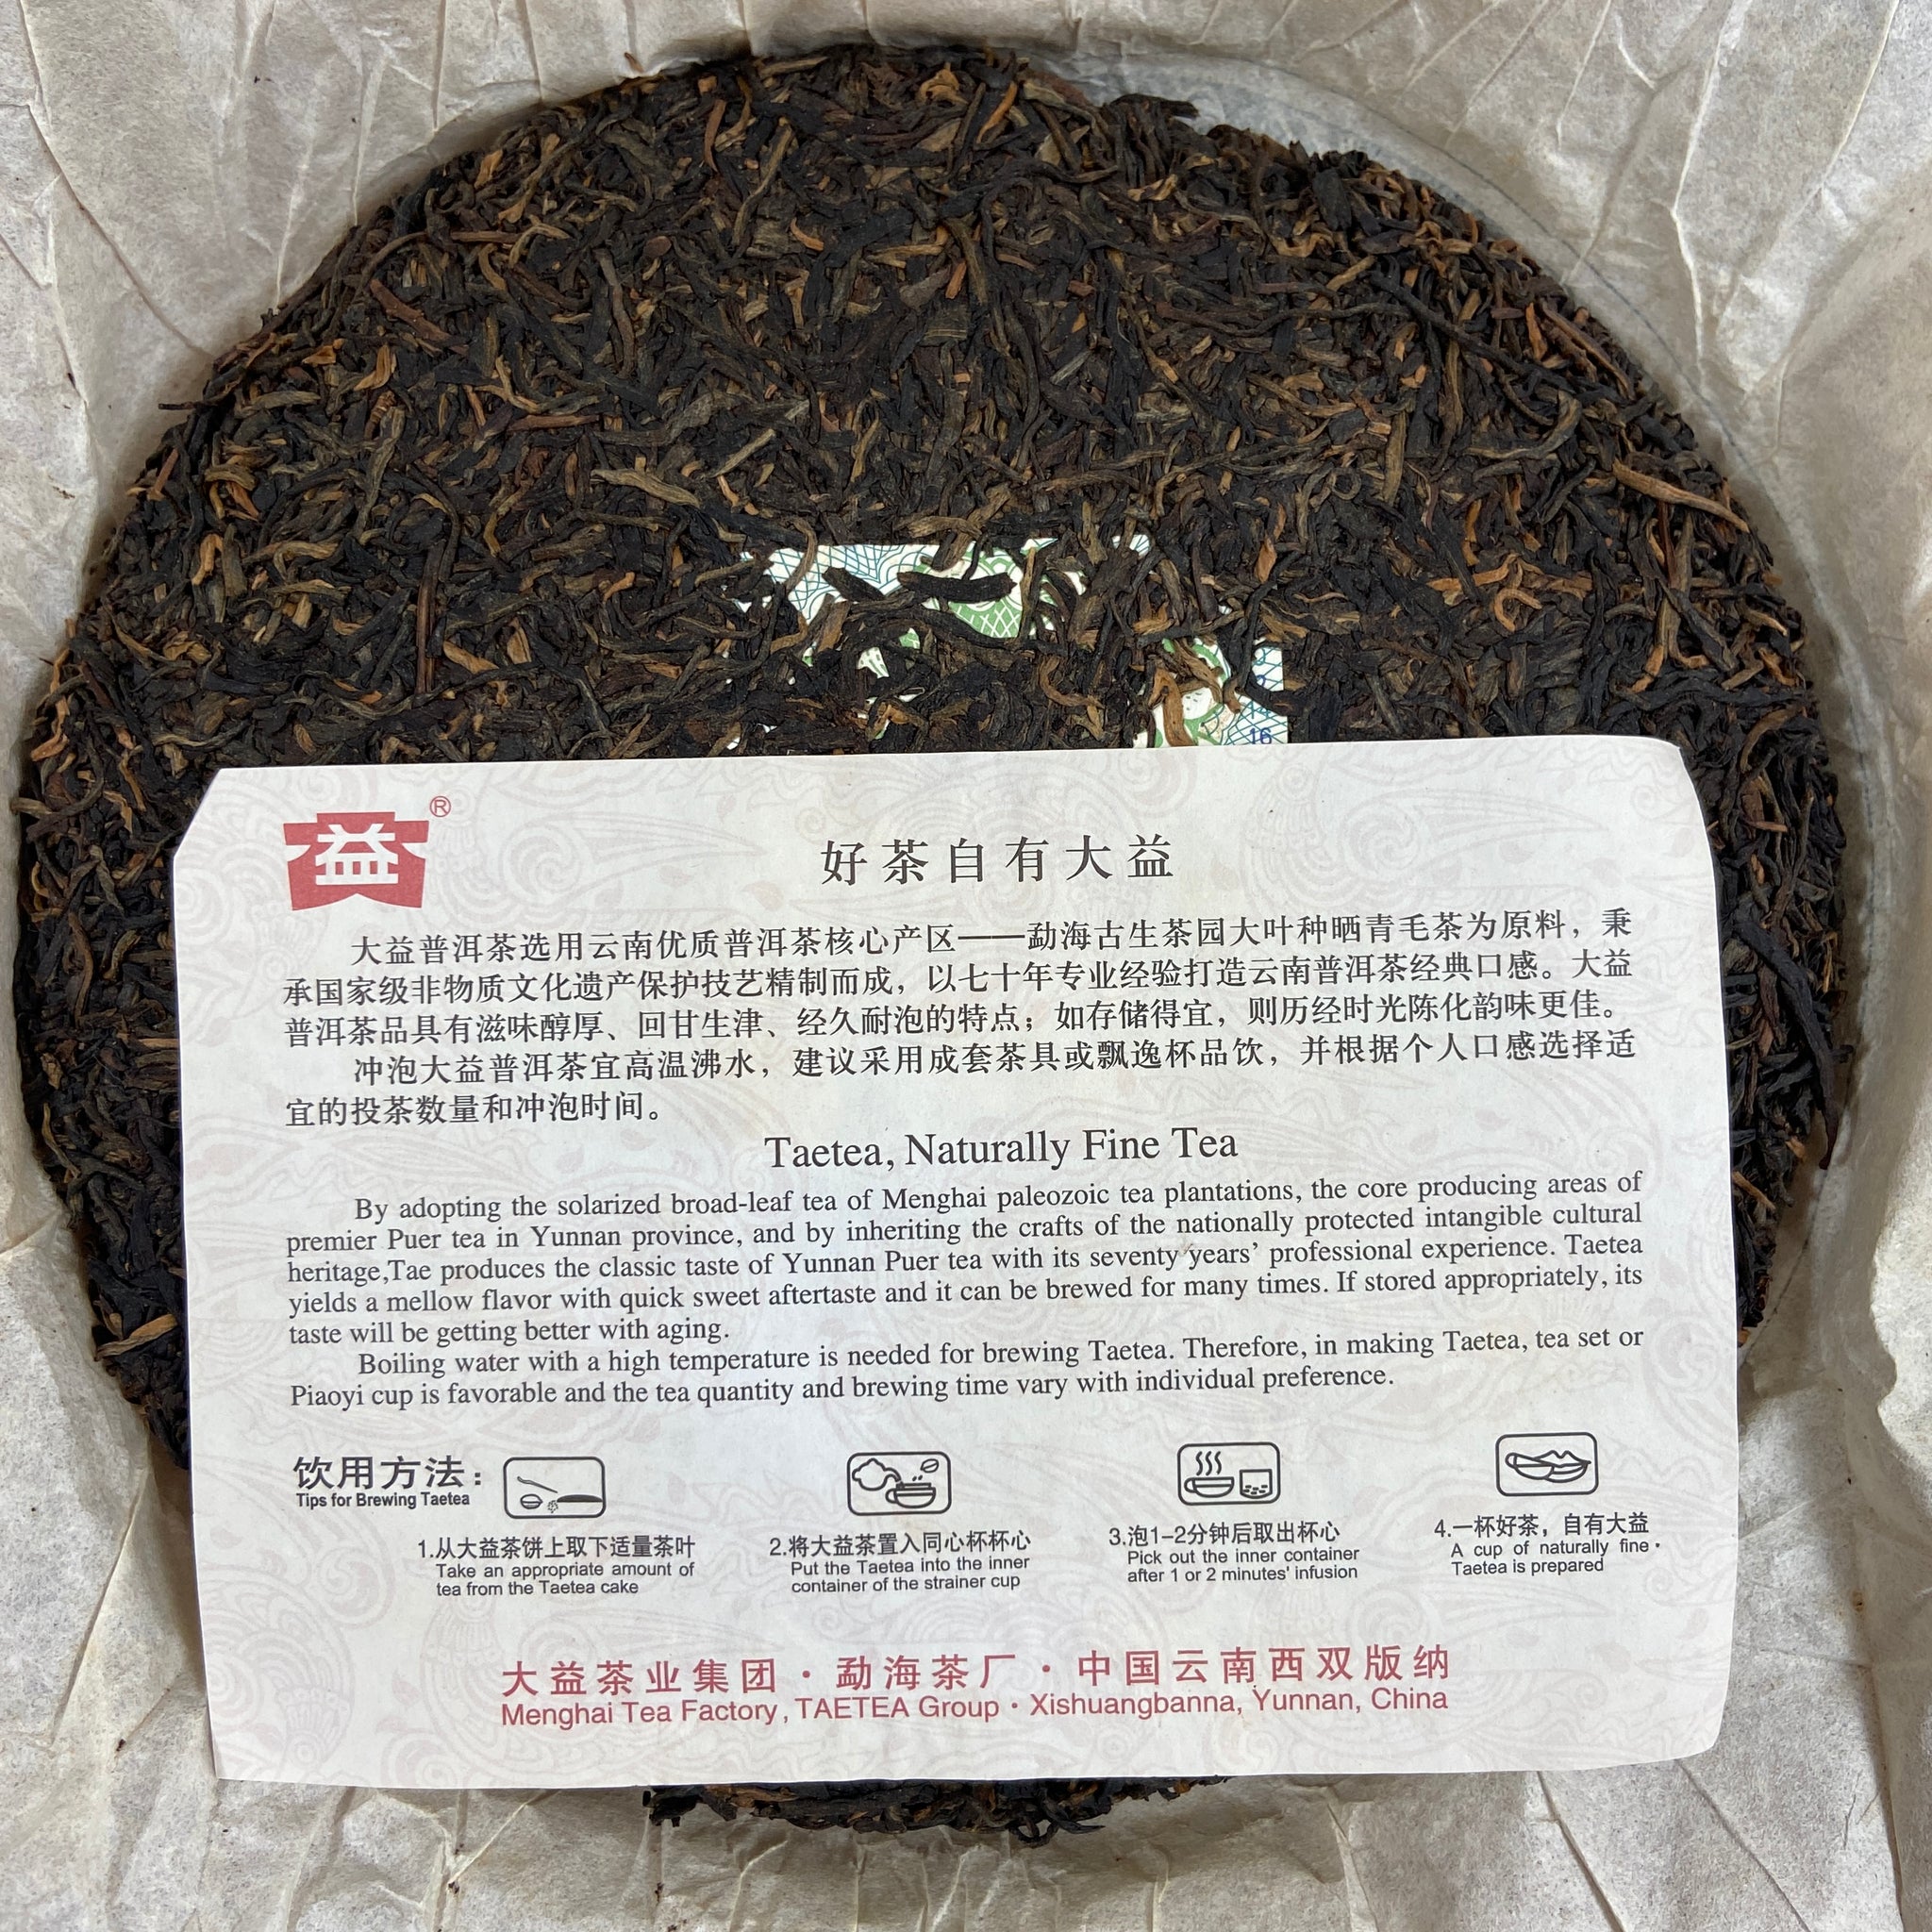 16
益®
好茶自有大益
大益普洱茶选用云南优质普洱茶核心产区——勐海古生茶园大叶种晒青毛茶为原料，秉
承国家级非物质文化遗产保护技艺精制而成，以七十年专业经验打造云南普洱茶经典口感。大益
普洱茶品具有滋味醇厚、回甘生津、经久耐泡的特点；如存储得宜，则历经时光陈化韵味更佳。
冲泡大益普洱茶宜高温沸水，建议采用成套茶具或飘逸杯品饮，并根据个人口感选择适
宜的投茶数量和冲泡时间。
Taetea, Naturally Fine Tea
By adopting the solarized broad-leaf tea of Menghai paleozoic tea plantations, the core producing areas of
premier Puer tea in Yunnan province, and by inheriting the crafts of the nationally protected intangible cultural
heritage,Tae produces the classic taste of Yunnan Puer tea with its seventy years' professional experience. Taetea
yields a mellow flavor with quick sweet aftertaste and it can be brewed for many times. If stored appropriately, its
taste will be getting better with aging.
Boiling water with a high temperature is needed for brewing Taetea. Therefore, in making Taetea, tea set or
Piaoyi cup is favorable and the tea quantity and brewing time vary with individual preference.
饮用方法：
Tips for Brewing Taetea
1.从大益茶饼上取下适量茶叶
Take an appropriate amount of
tea from the Taetea cake
2.将大益茶置入同心杯杯心
Put the Taetea into the inner
container of the strainer cup
3.泡1-2分钟后取出杯心
Pick out the inner container
after 1 or 2 minutes' infusion
4.一杯好茶，自有大益
A cup of naturally fine·
Taetea is prepared
大益茶业集团·勐海茶厂·中国云南西双版纳
Menghai Tea Factory, TAETEA Group·Xishuangbanna, Yunnan, China